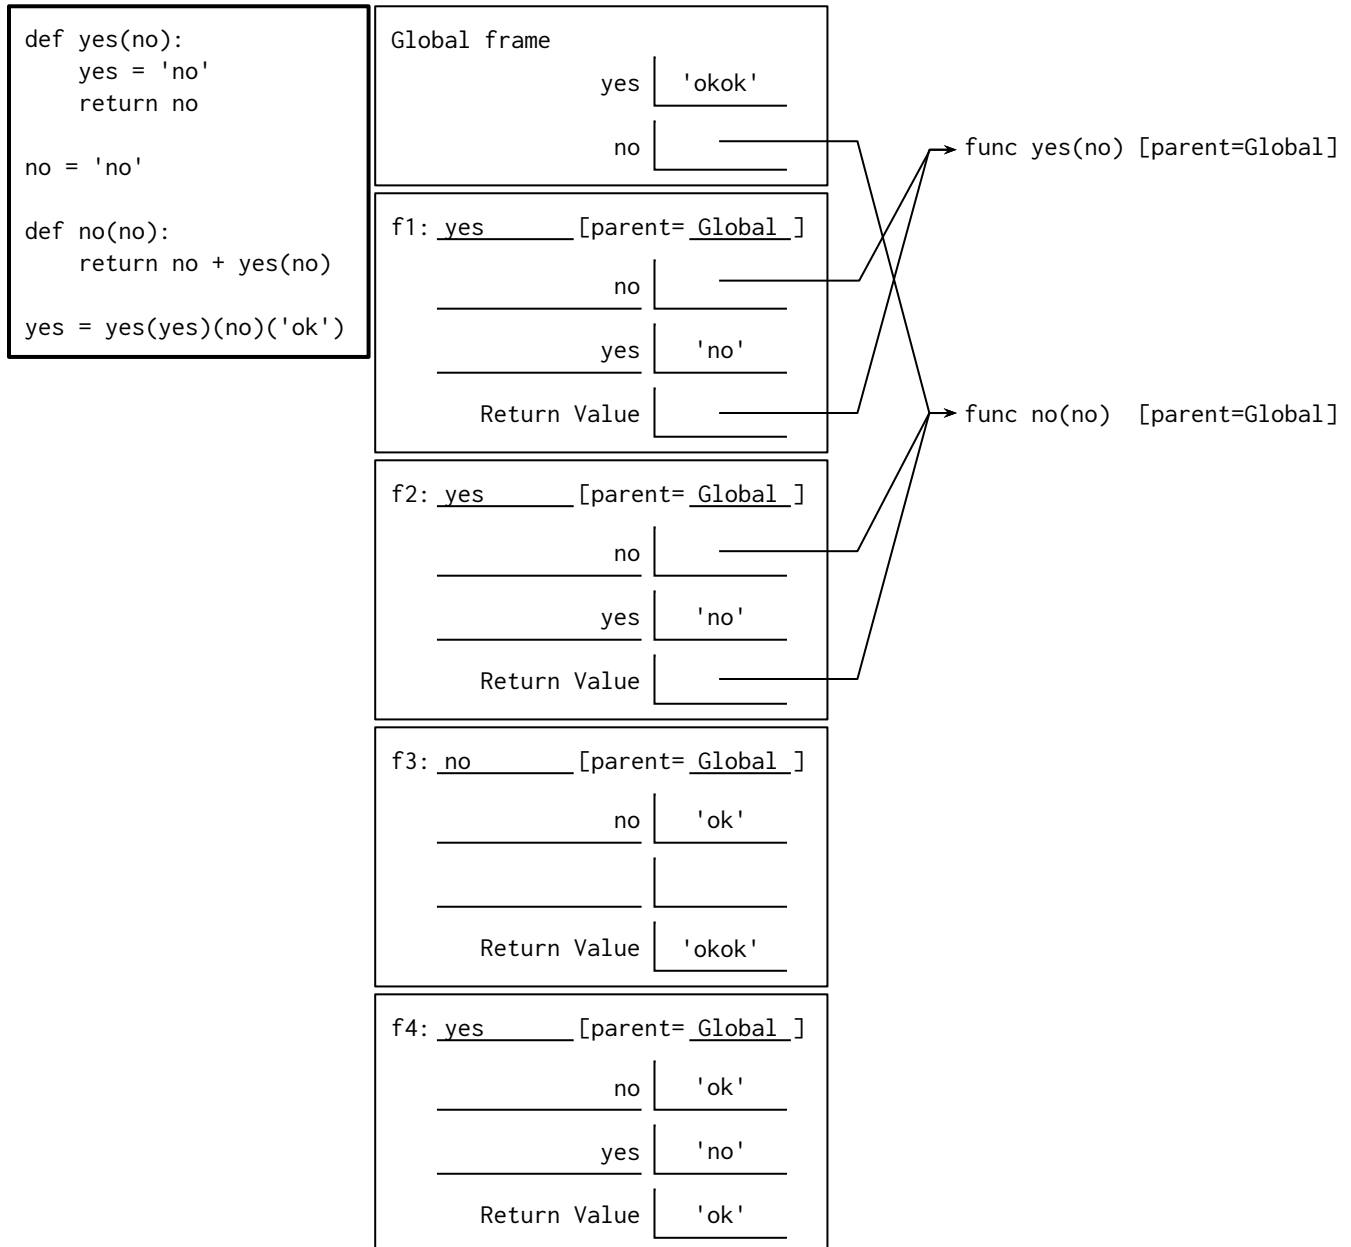 def yes(no):
    yes = 'no'
    return no
no = 'no'
def no(no):
    return no + yes(no)
yes = yes(yes)(no)('ok')
Global frame
yes 'okok'
no
func yes(no) [parent=Global]
f1: yes [parent= Global ]
no
yes 'no'
Return Value
func no(no) [parent=Global]
f2: yes [parent= Global ]
no
yes 'no'
Return Value
f3: no [parent= Global ]
no 'ok'
Return Value 'okok'
f4: yes [parent= Global ]
no 'ok'
yes 'no'
Return Value 'ok'